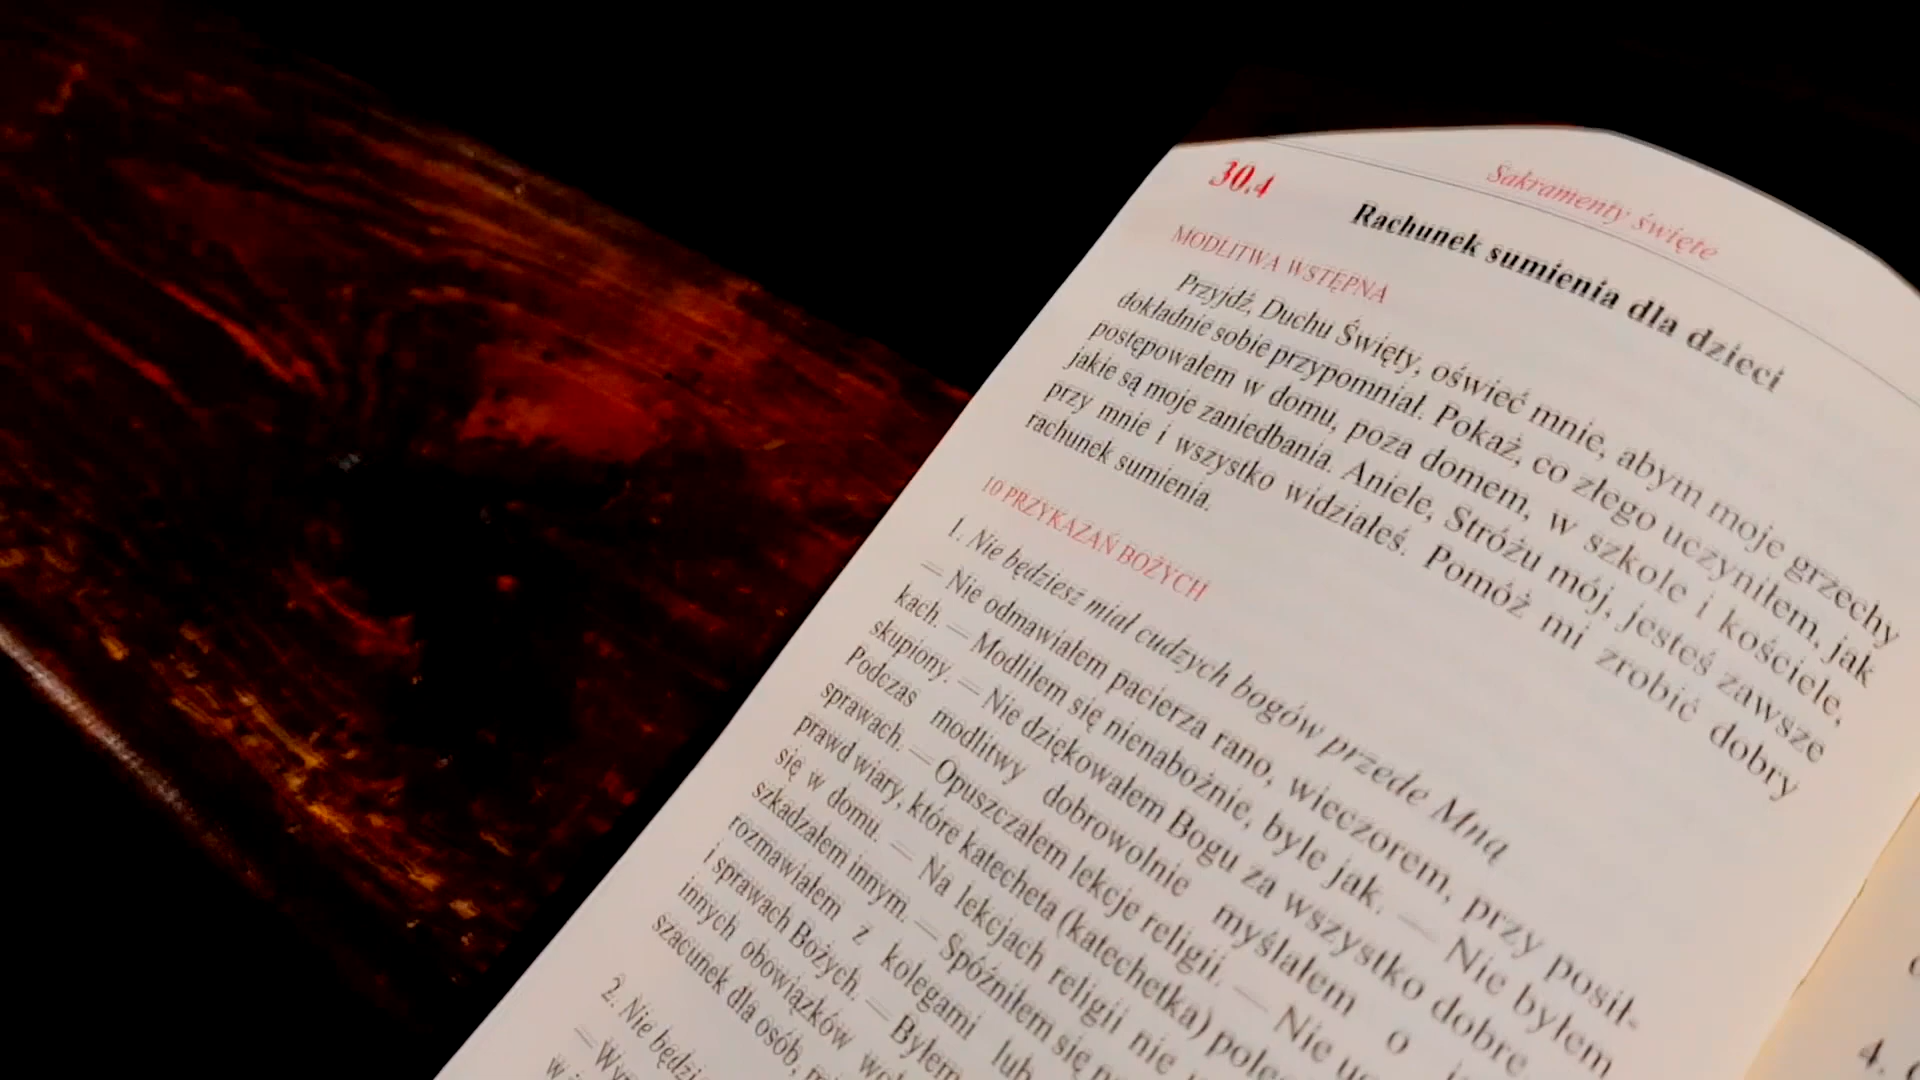 30.4
Sakramenty święte
Rachunek sumienia dla dzieci
MODLITWA WSTĘPNA
Przyjdź, Duchu Święty, oświeć mnie, abym moje grzechy
dokładnie sobie przypomniał. Pokaż, co złego uczyniłem, jak
postępowałem w domu, poza domem, w szkole i kościele,
jakie są moje zaniedbania. Aniele, Stróżu mój, jesteś zawsze
przy mnie i wszystko widziałeś. Pomóż mi zrobić dobry
rachunek sumienia.
10 PRZYKAZAŃ BOŻYCH
1. Nie będziesz miał cudzych bogów przede Mną
— Nie odmawiałem pacierza rano, wieczorem, przy posił-
kach. — Modliłem się nienabożnie, byle jak. — Nie byłem
skupiony. — Nie dziękowałem Bogu za wszystko dobre.
Podczas modlitwy dobrowolnie myślałem o
sprawach. — Opuszczałem lekcje religii. — Nie
prawd wiary, które katecheta (katechetka)
się w domu. — Na lekcjach religii nie
szkadzałem innym. — Spóźniłem się
rozmawiałem z kolegami lub
i sprawach Bożych. — Byłem
innych obowiązków
szacunek dla osób,
2. Nie
—
4.